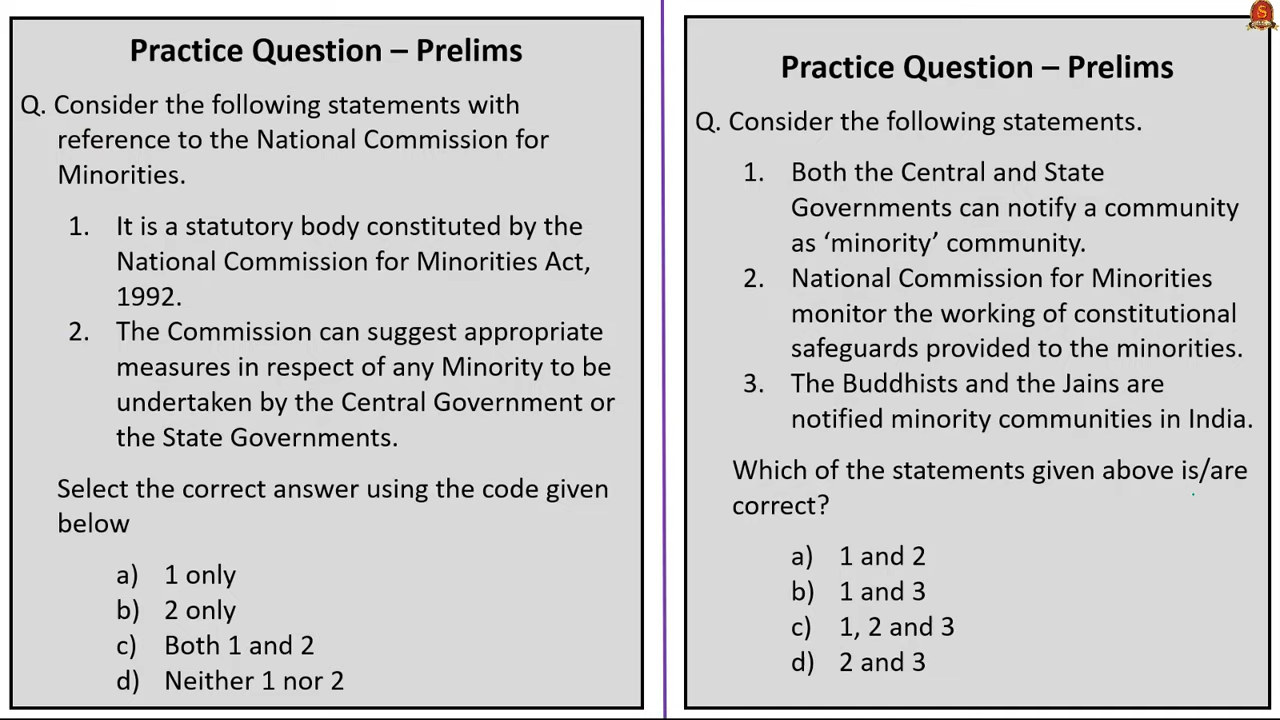 Practice Question – Prelims
Q. Consider the following statements with
reference to the National Commission for
Minorities.
1. It is a statutory body constituted by the
National Commission for Minorities Act,
1992.
2. The Commission can suggest appropriate
measures in respect of any Minority to be
undertaken by the Central Government or
the State Governments.
Select the correct answer using the code given
below
a) 1 only
b) 2 only
c) Both 1 and 2
d) Neither 1 nor 2
Practice Question – Prelims
Q. Consider the following statements.
1. Both the Central and State
Governments can notify a community
as ‘minority’ community.
2. National Commission for Minorities
monitor the working of constitutional
safeguards provided to the minorities.
3. The Buddhists and the Jains are
notified minority communities in India.
Which of the statements given above is/are
correct?
a) 1 and 2
b) 1 and 3
c) 1, 2 and 3
d) 2 and 3
S